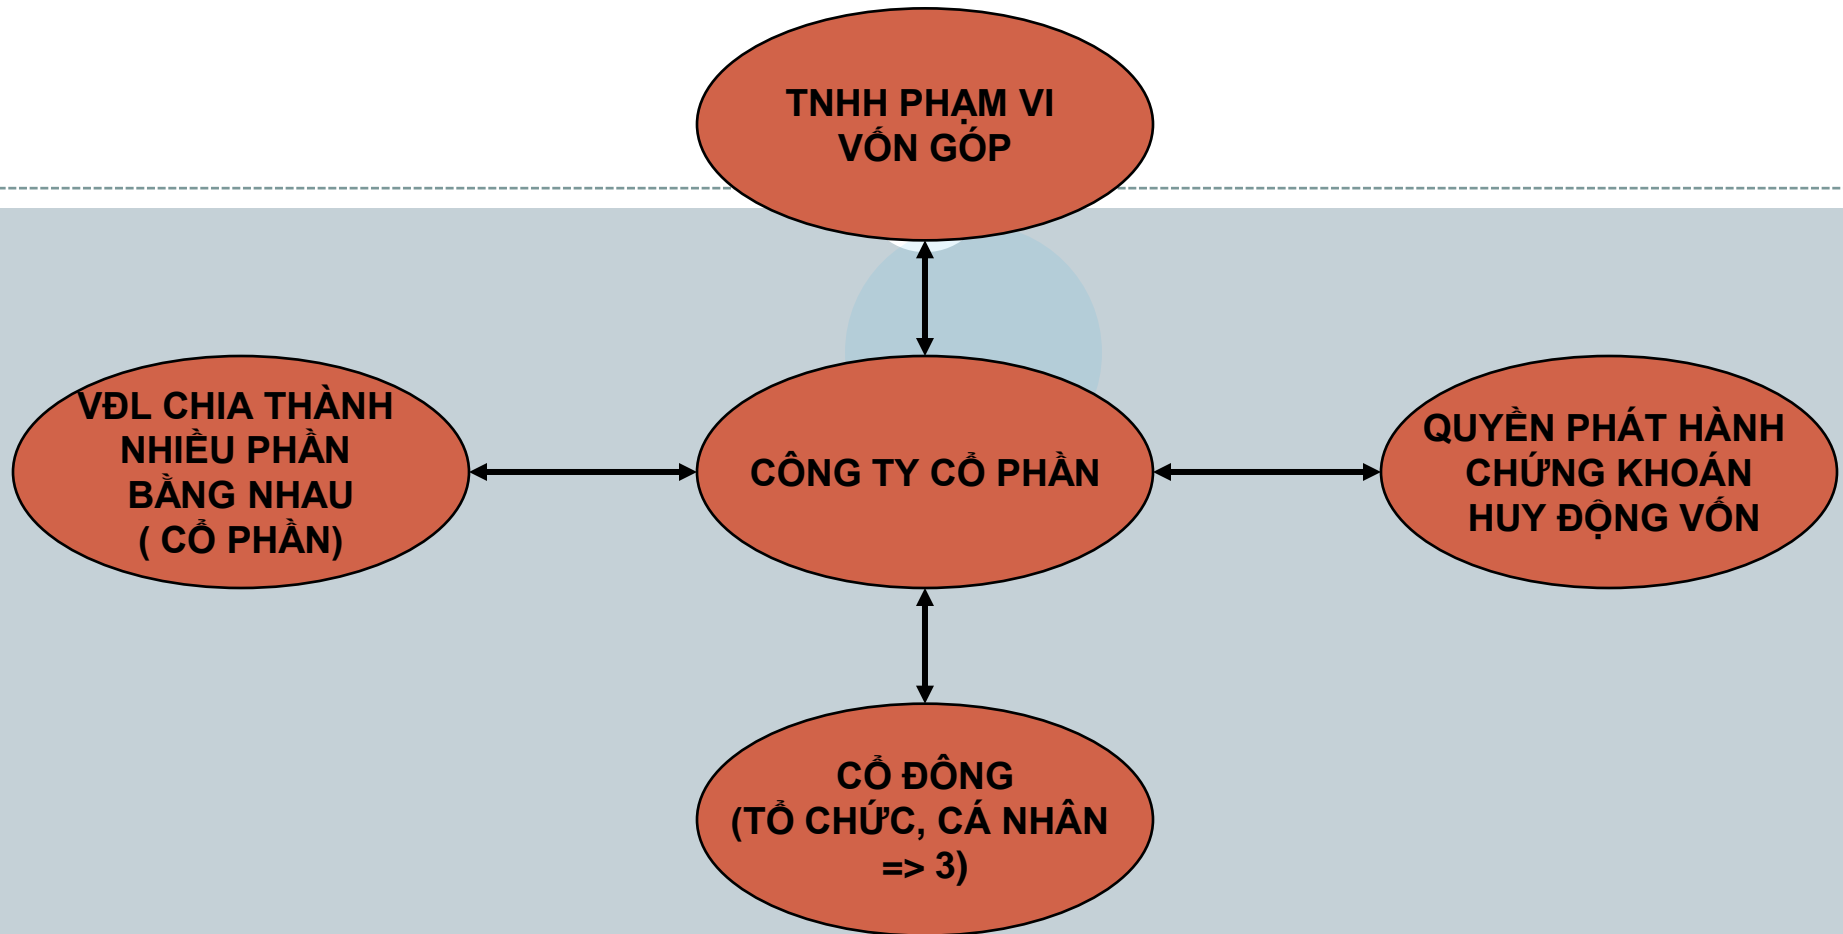 TNHH PHẠM VI
VỐN GÓP
VĐL CHIA THÀNH
NHIỀU PHẦN
BẰNG NHAU
( CỔ PHẦN)
CÔNG TY CỔ PHẦN
QUYỀN PHÁT HÀNH
CHỨNG KHOÁN
HUY ĐỘNG VỐN
CỔ ĐÔNG
(TỔ CHỨC, CÁ NHÂN
=> 3)